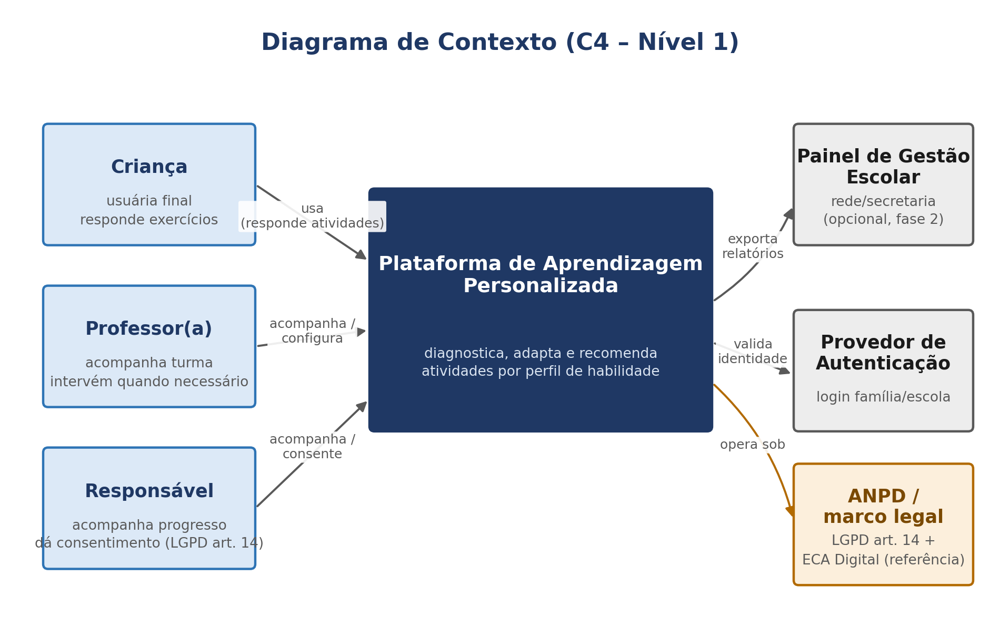 Diagrama de Contexto (C4 – Nível 1)
Criança
usuária final
responde exercícios
usa
(responde atividades)
Professor(a)
acompanha turma
intervém quando necessário
acompanha /
configura
Responsável
acompanha progresso
dá consentimento (LGPD art. 14)
acompanha /
consente
Plataforma de Aprendizagem
Personalizada
diagnostica, adapta e recomenda
atividades por perfil de habilidade
exporta
relatórios
Painel de Gestão
Escolar
rede/secretaria
(opcional, fase 2)
valida
identidade
Provedor de
Autenticação
login família/escola
opera sob
ANPD /
marco legal
LGPD art. 14 +
ECA Digital (referência)